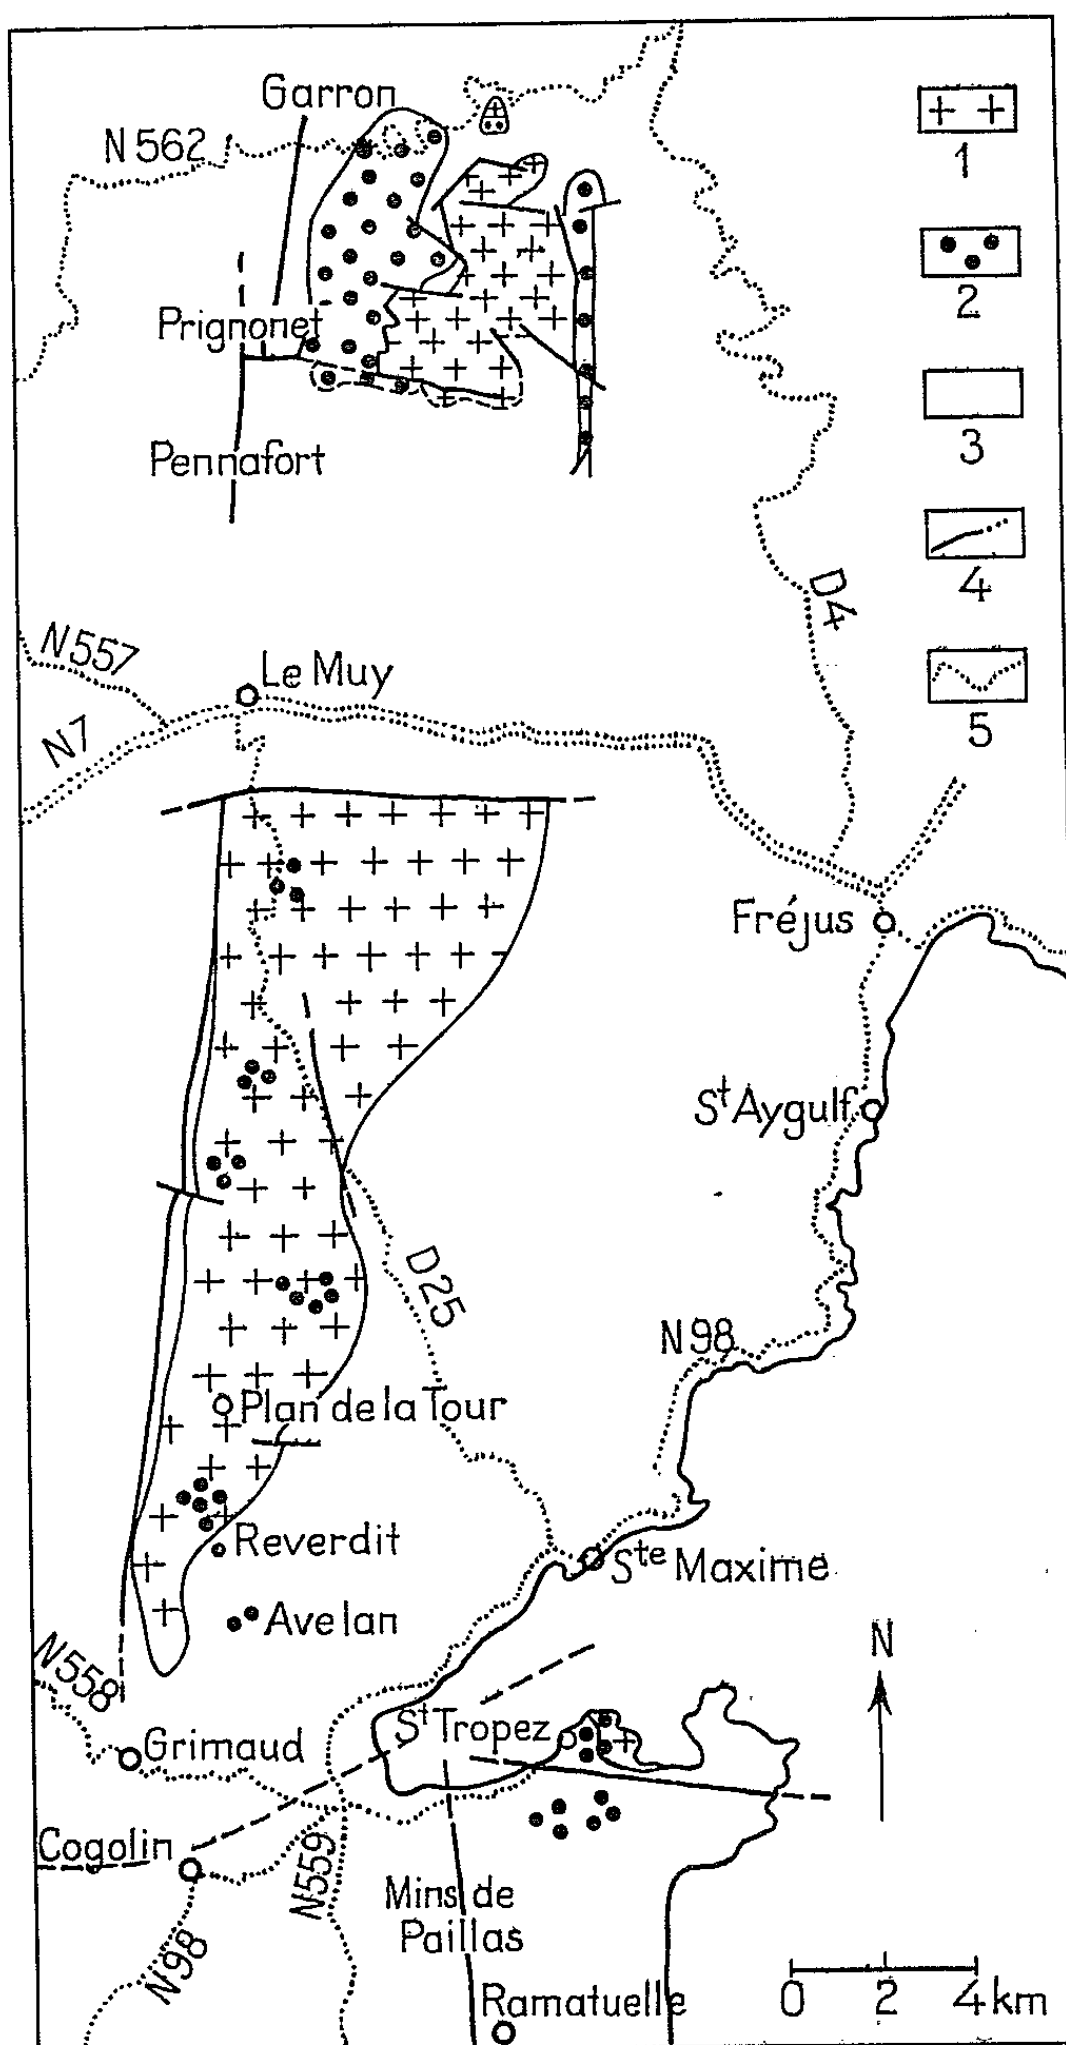 Garron
N 562
1
2
Prignonet
3
Pennafort
4
D4
N557
Le Muy
5
N7
Fréjus
St Aygulf
D25
N98
Plan de la Tour
Reverdit
Ste Maxime
Avelan
N
N558
St Tropez
Grimaud
Cogolin
N559
Mins de
Paillas
N98
Ramatuelle
0 2 4 km